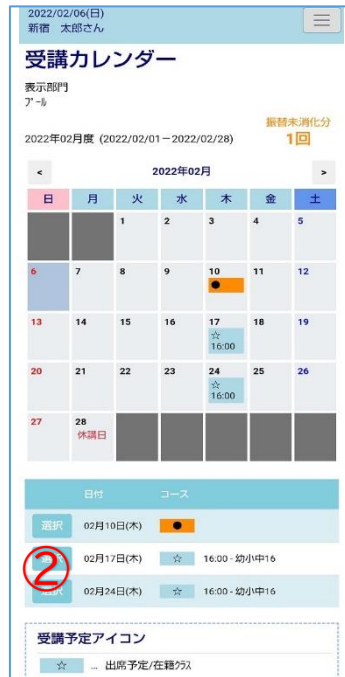 2022/02/06(日)
新宿 太郎さん
受講カレンダー
表示部門
プール
振替未消化分
1回
2022年02月度 (2022/02/01－2022/02/28)
< 2022年02月 >
日 月 火 水 木 金 土
1 2 3 4 5
6 7 8 9 10 11 12
●
13 14 15 16 17 18 19
☆
16:00
20 21 22 23 24 25 26
☆
16:00
27 28
休講日
日付 コース
選択 02月10日(木) ●
② 02月17日(木) ☆ 16:00 - 幼小中16
02月24日(木) ☆ 16:00 - 幼小中16
受講予定アイコン
☆ … 出席予定/在籍クラス